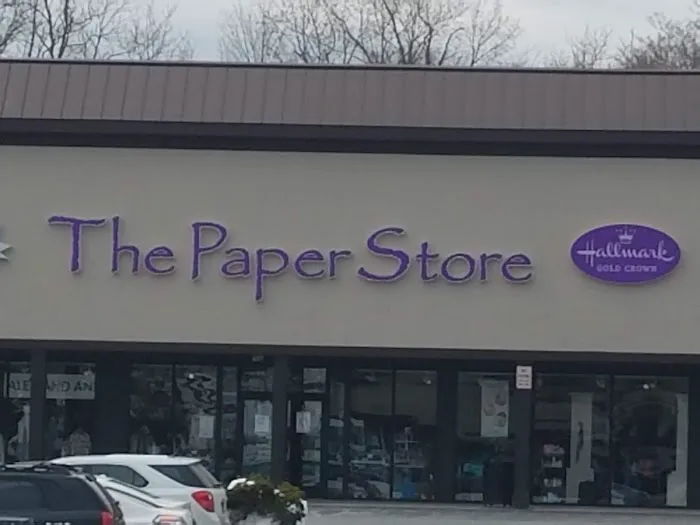 The Paper Store
Hallmark
GOLD CROWN